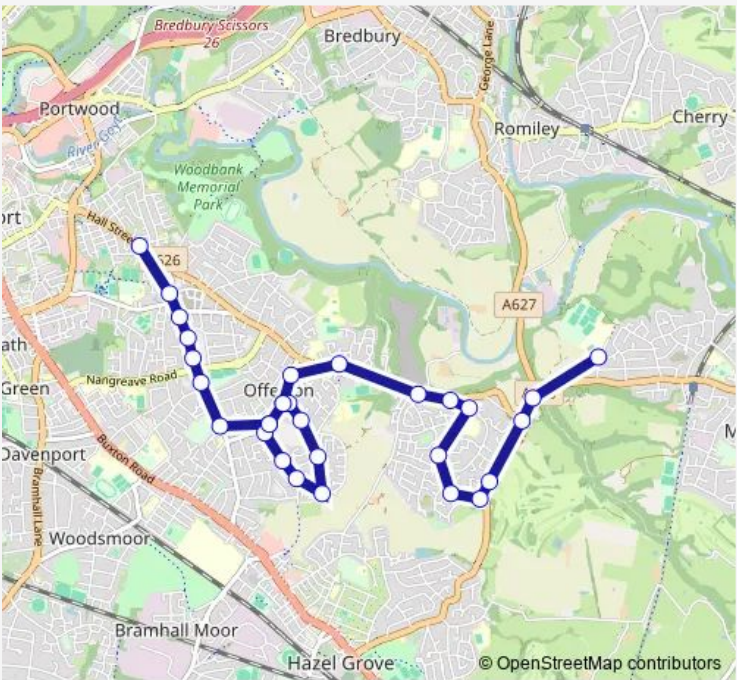 Bredbury Scissors
26
Bredbury
George Lane
Portwood
Romiley
Cherry
River Goyt
Woodbank
Memorial
Park
ort
Hall Street
626
A627
ath
Nangreave Road
Green
Offerton
Davenport
Buxton Road
Bramhall Lane
M
Woodsmoor
Bramhall Moor
Hazel Grove
© OpenStreetMap contributors